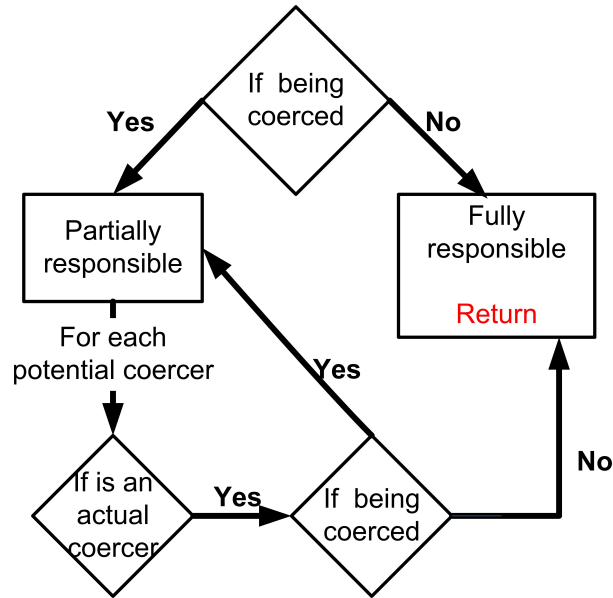 If being
coerced
Yes
No
Partially
responsible
Fully
responsible
Return
For each
potential coercer
Yes
If is an
actual
coercer
Yes
If being
coerced
No